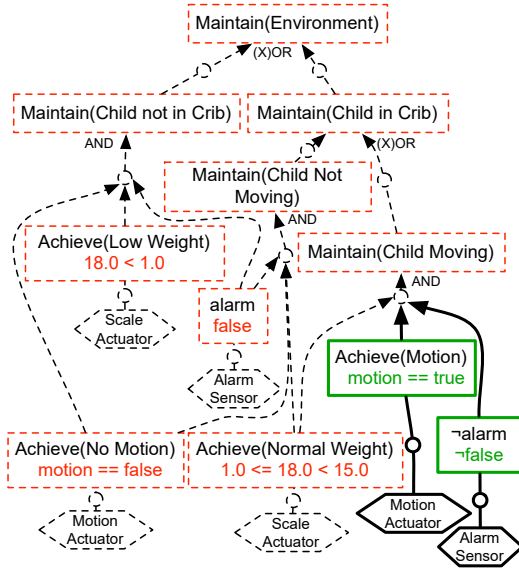 Maintain(Environment)
(X)OR
Maintain(Child not in Crib)
Maintain(Child in Crib)
AND
(X)OR
Maintain(Child Not
Moving)
AND
Achieve(Low Weight)
18.0 < 1.0
Maintain(Child Moving)
AND
Scale
Actuator
alarm
false
Alarm
Sensor
Achieve(Motion)
motion == true
¬alarm
¬false
Achieve(No Motion)
motion == false
Achieve(Normal Weight)
1.0 <= 18.0 < 15.0
Motion
Actuator
Scale
Actuator
Motion
Actuator
Alarm
Sensor